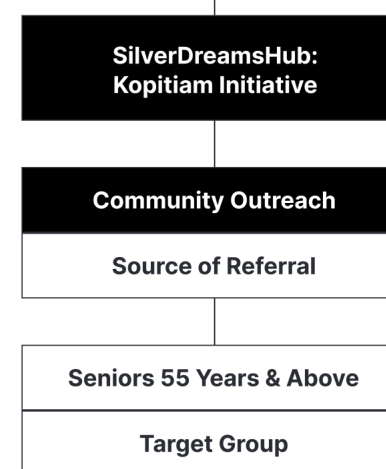 SilverDreamsHub:
Kopitiam Initiative
Community Outreach
Source of Referral
Seniors 55 Years & Above
Target Group